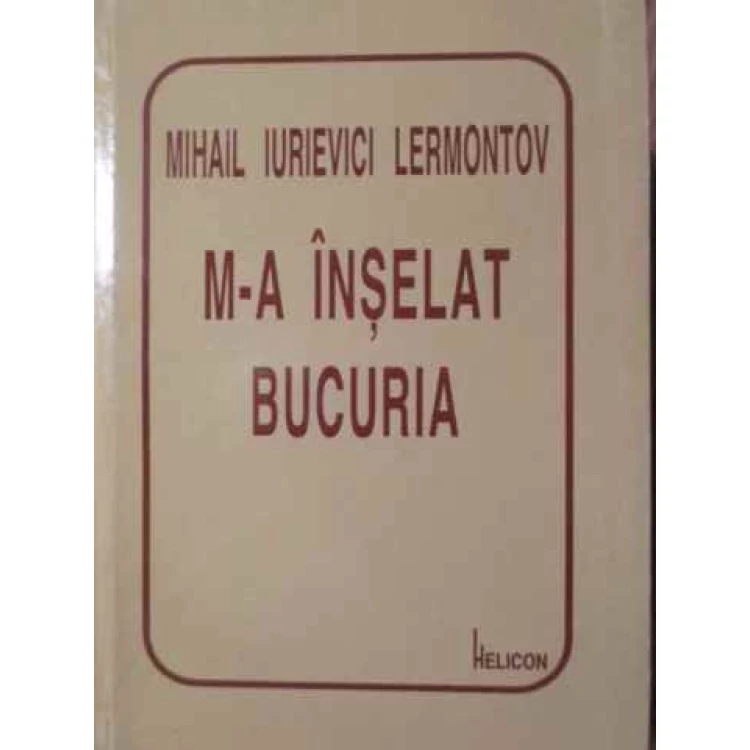 MIHAIL IURIEVICI LERMONTOV
M-A ÎNȘELAT
BUCURIA
HELICON